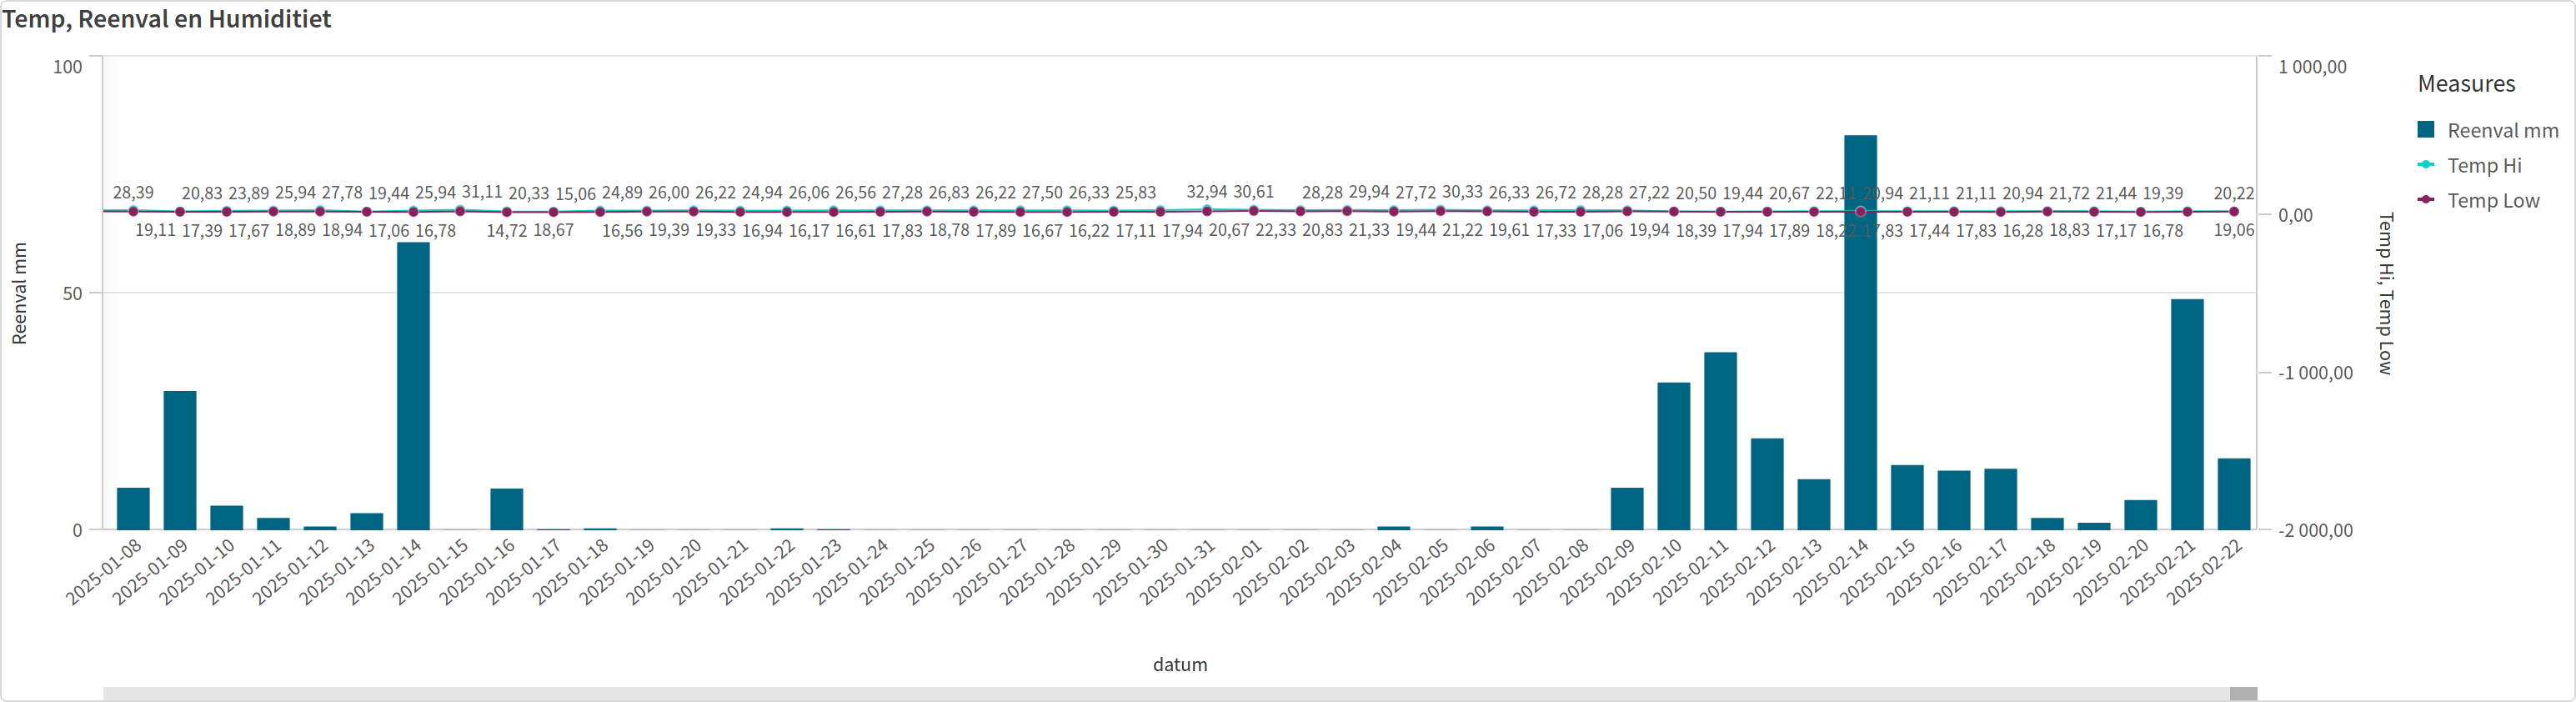 Temp, Reenval en Humiditiet
100
50
0
Reenval mm
1 000,00
0,00
-1 000,00
-2 000,00
Temp Hi, Temp Low
Measures
Reenval mm
Temp Hi
Temp Low
28,39 20,83 23,89 25,94 27,78 19,44 25,94 31,11 20,33 15,06 24,89 26,00 26,22 24,94 26,06 26,56 27,28 26,83 26,22 27,50 26,33 25,83 32,94 30,61 28,28 29,94 27,72 30,33 26,33 26,72 28,28 27,22 20,50 19,44 20,67 22,11 20,94 21,11 21,11 20,94 21,72 21,44 19,39 20,22
19,11 17,39 17,67 18,89 18,94 17,06 16,78 14,72 18,67 16,56 19,39 19,33 16,94 16,17 16,61 17,83 18,78 17,89 16,67 16,22 17,11 17,94 20,67 22,33 20,83 21,33 19,44 21,22 19,61 17,33 17,06 19,94 18,39 17,94 17,89 18,22 17,83 17,44 17,83 16,28 18,83 17,17 16,78 19,06
2025-01-08 2025-01-09 2025-01-10 2025-01-11 2025-01-12 2025-01-13 2025-01-14 2025-01-15 2025-01-16 2025-01-17 2025-01-18 2025-01-19 2025-01-20 2025-01-21 2025-01-22 2025-01-23 2025-01-24 2025-01-25 2025-01-26 2025-01-27 2025-01-28 2025-01-29 2025-01-30 2025-01-31 2025-02-01 2025-02-02 2025-02-03 2025-02-04 2025-02-05 2025-02-06 2025-02-07 2025-02-08 2025-02-09 2025-02-10 2025-02-11 2025-02-12 2025-02-13 2025-02-14 2025-02-15 2025-02-16 2025-02-17 2025-02-18 2025-02-19 2025-02-20 2025-02-21 2025-02-22
datum